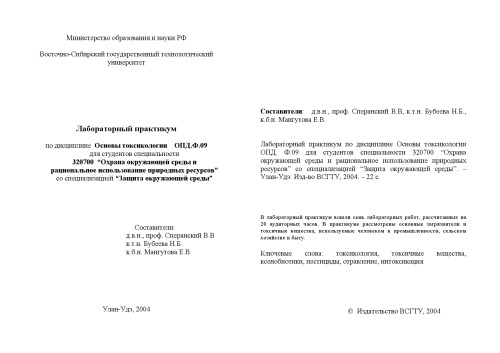 Министерство образования и науки РФ
Восточно-Сибирский государственный технологический
университет
Лабораторный практикум
по дисциплине Основы токсикологии ОПД.Ф.09
для студентов специальности
320700 "Охрана окружающей среды и
рациональное использование природных ресурсов"
со специализацией "Защита окружающей среды"
Составители:
д.в.н., проф. Сперанский В.В
к.т.н. Бубеева Н.Б.
к.б.н. Мангутова Е.В.
Улан-Удэ, 2004
Составители д.в.н., проф. Сперанский В.В, к.т.н. Бубеева Н.Б.,
к.б.н. Мангутова Е.В.
Лабораторный практикум по дисциплине Основы токсикологии
ОПД. Ф.09 для студентов специальности 320700 "Охрана
окружающей среды и рациональное использование природных
ресурсов" со специализацией "Защита окружающей среды". –
Улан-Удэ: Изд-во ВСГТУ, 2004. – 22 с.
В лабораторный практикум вошли семь лабораторных работ, рассчитанных на
20 аудиторных часов. В практикуме рассмотрены основные загрязнители и
токсичные вещества, используемые человеком в промышленности, сельском
хозяйстве и быту.
Ключевые слова: токсикология, токсичные вещества,
ксенобиотики, пестициды, отравление, интоксикация
© Издательство ВСГТУ, 2004